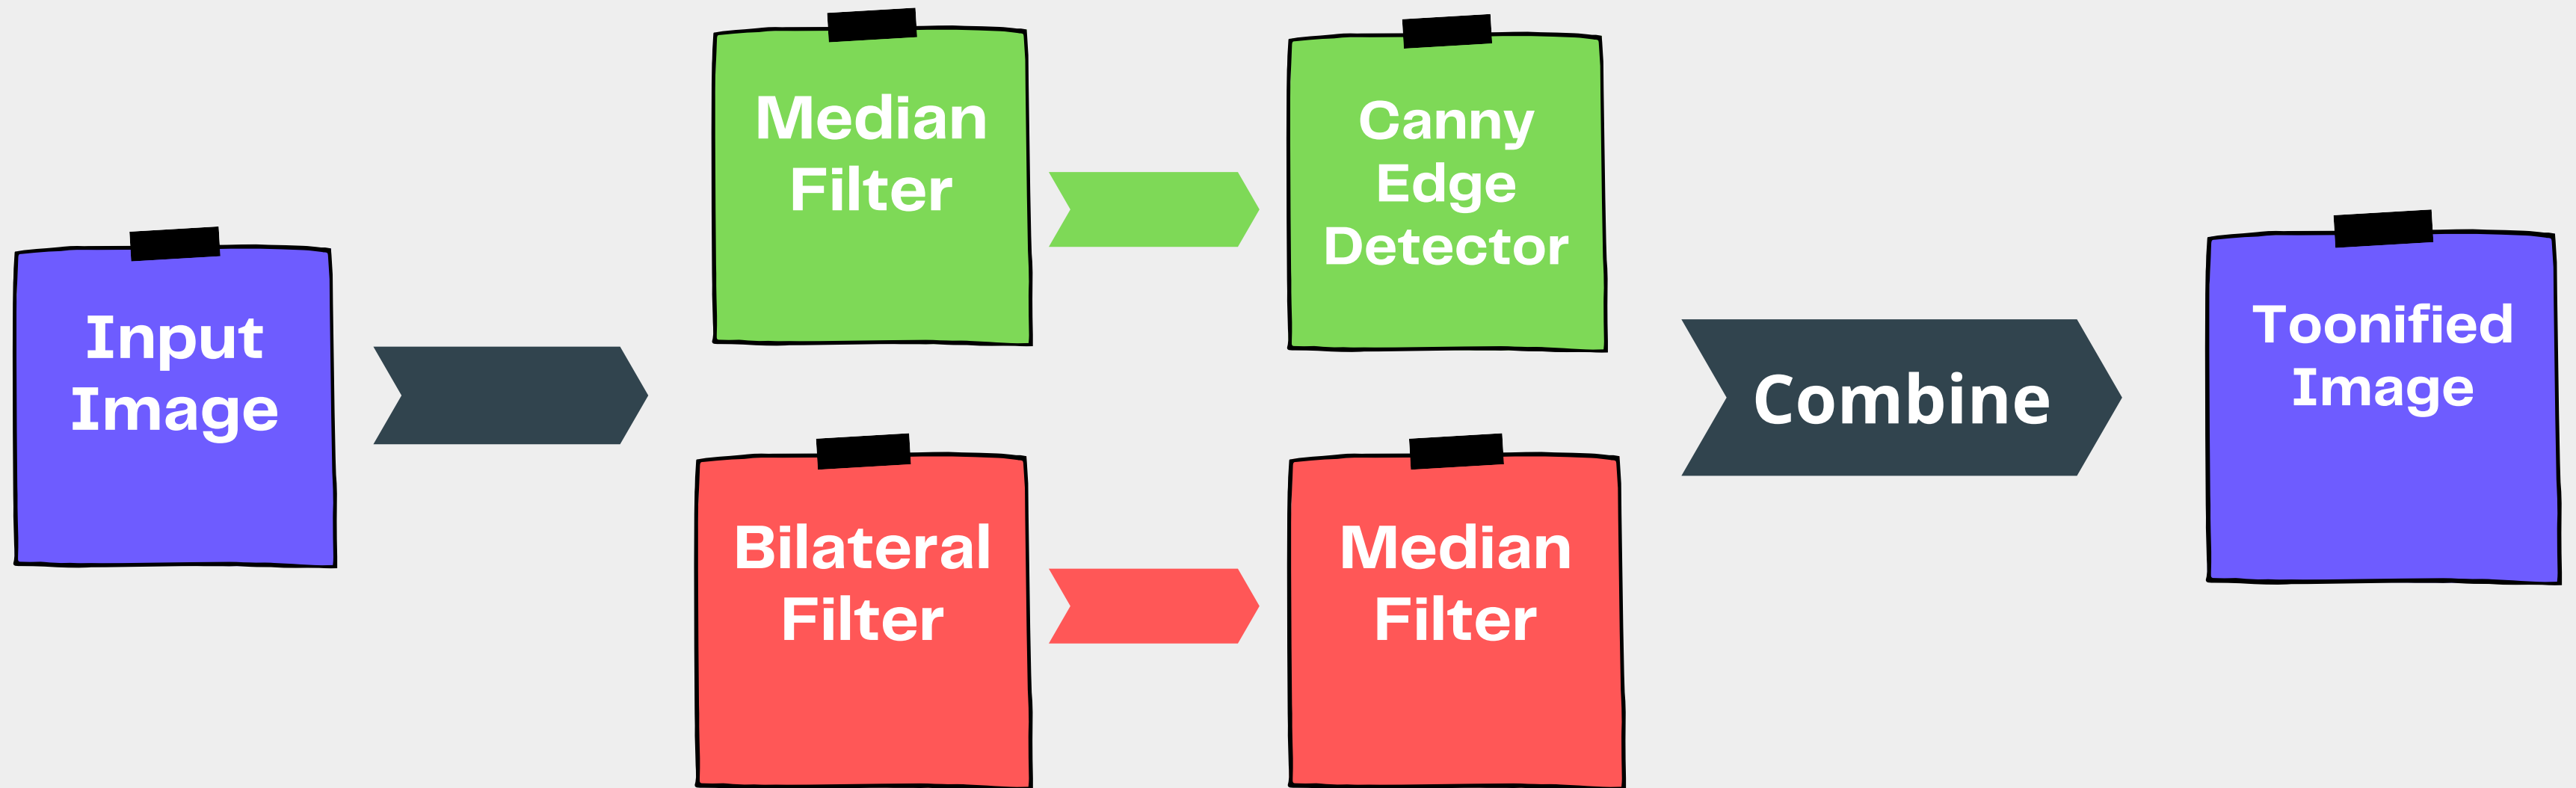 Input
Image
Median
Filter
Canny
Edge
Detector
Bilateral
Filter
Median
Filter
Combine
Toonified
Image